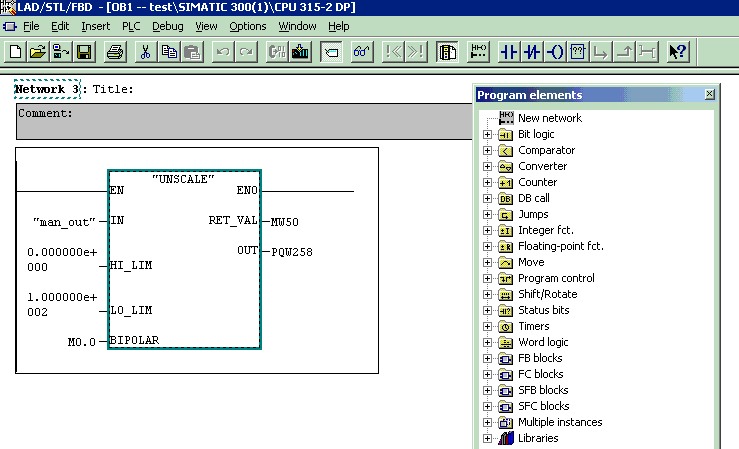 LAD/STL/FBD - [OB1 -- test\SIMATIC 300(1)\CPU 315-2 DP]
File Edit Insert PLC Debug View Options Window Help
Network 3: Title:
Comment:
"UNSCALE"
EN ENO
"man_out" IN RET_VAL MW50
OUT PQW258
0.000000e+
000 HI_LIM
1.000000e+
002 LO_LIM
M0.0 BIPOLAR
Program elements
New network
Bit logic
Comparator
Converter
Counter
DB call
Jumps
Integer fct.
Floating-point fct.
Move
Program control
Shift/Rotate
Status bits
Timers
Word logic
FB blocks
FC blocks
SFB blocks
SFC blocks
Multiple instances
Libraries